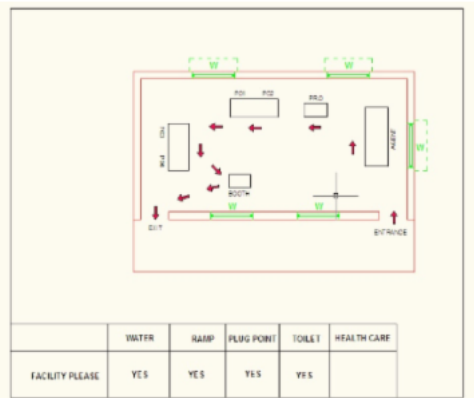 W W
PO1 PO2 PRO
AGENT
W
BOOTH
W W
EXIT
ENTRANCE
WATER RAMP PLUG POINT TOILET HEALTH CARE
FACILITY PLEASE YES YES YES YES